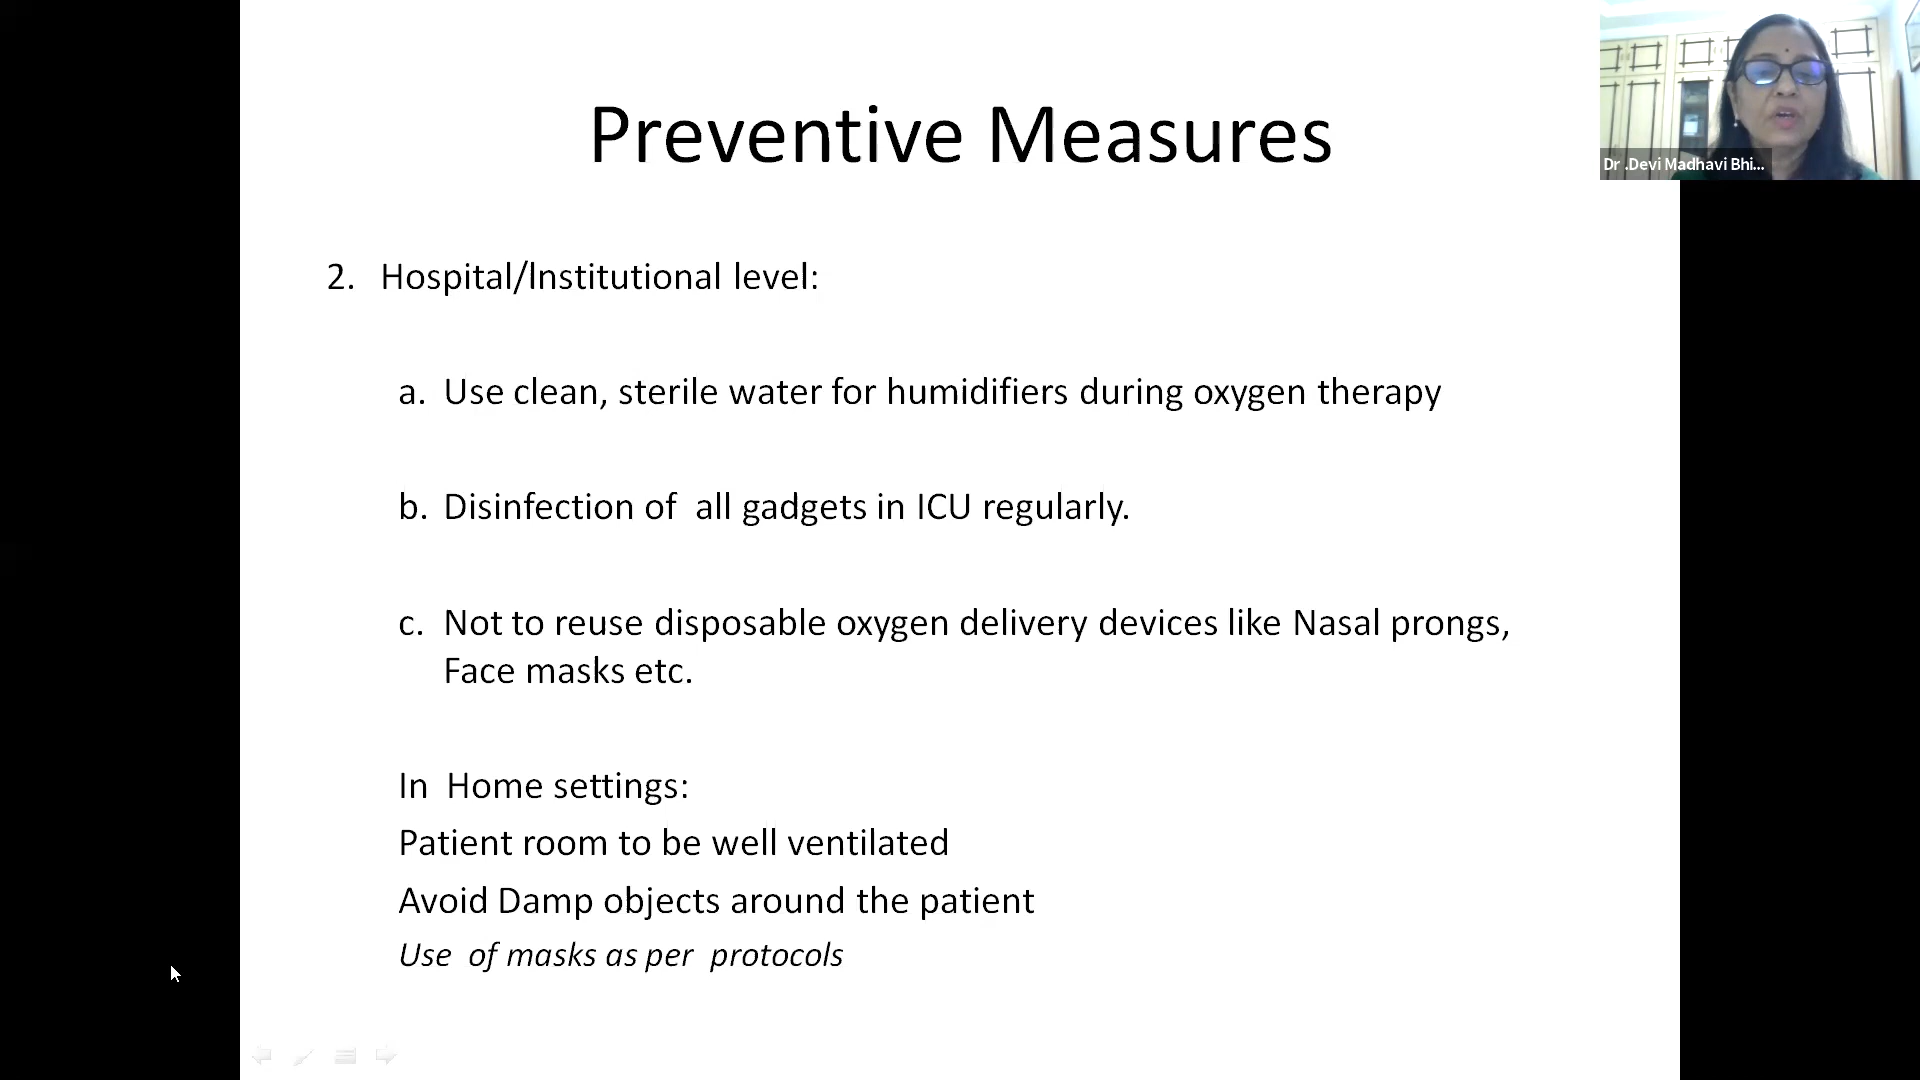 Preventive Measures
Dr .Devi Madhavi Bhi...
2. Hospital/Institutional level:
a. Use clean, sterile water for humidifiers during oxygen therapy
b. Disinfection of all gadgets in ICU regularly.
c. Not to reuse disposable oxygen delivery devices like Nasal prongs,
Face masks etc.
In Home settings:
Patient room to be well ventilated
Avoid Damp objects around the patient
Use of masks as per protocols